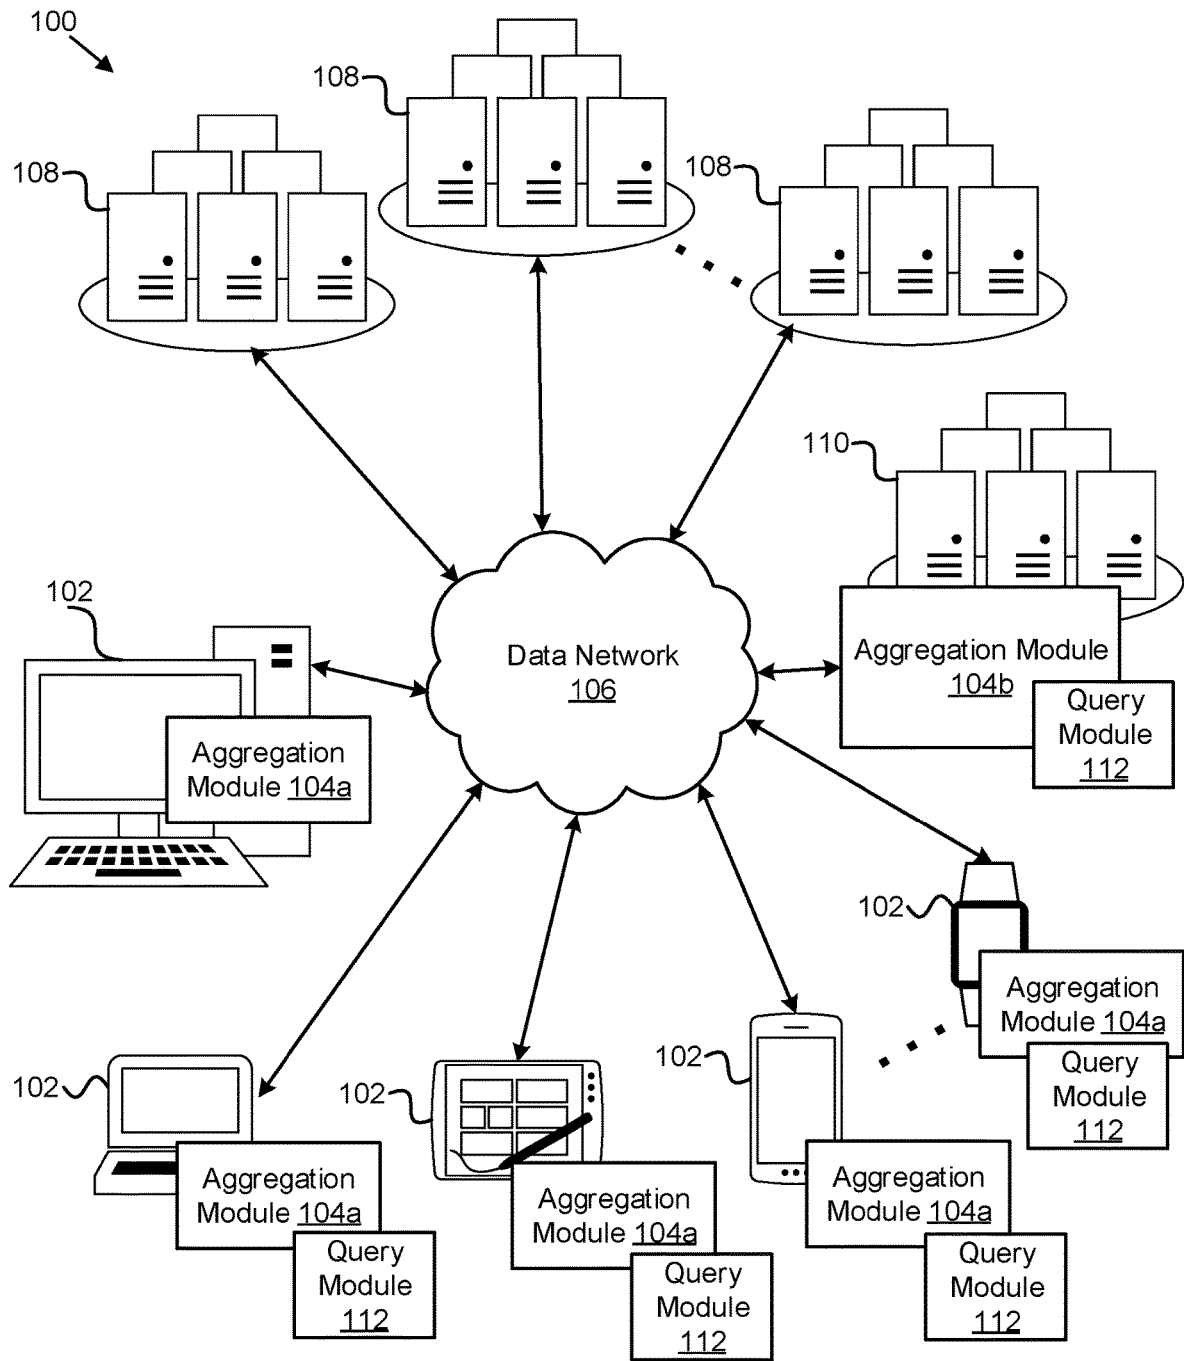 100
108
108
108
110
102
Data Network
106
Aggregation Module
104b
Query
Module
112
Aggregation
Module 104a
102
Aggregation
Module 104a
Query
Module
112
102
Aggregation
Module 104a
Query
Module
112
102
Aggregation
Module 104a
Query
Module
112
102
Aggregation
Module 104a
Query
Module
112